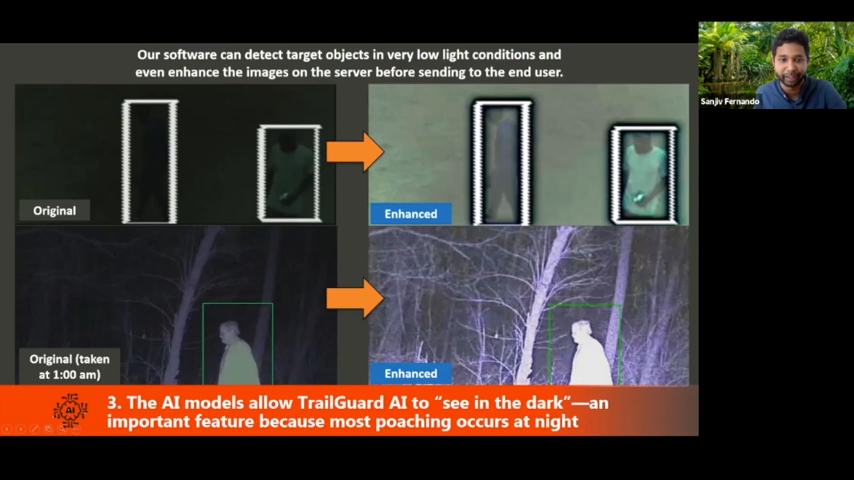 Our software can detect target objects in very low light conditions and
even enhance the images on the server before sending to the end user.
Sanjiv Fernando
Original
Enhanced
Original (taken
at 1:00 am)
Enhanced
AI
3. The AI models allow TrailGuard AI to “see in the dark”—an
important feature because most poaching occurs at night